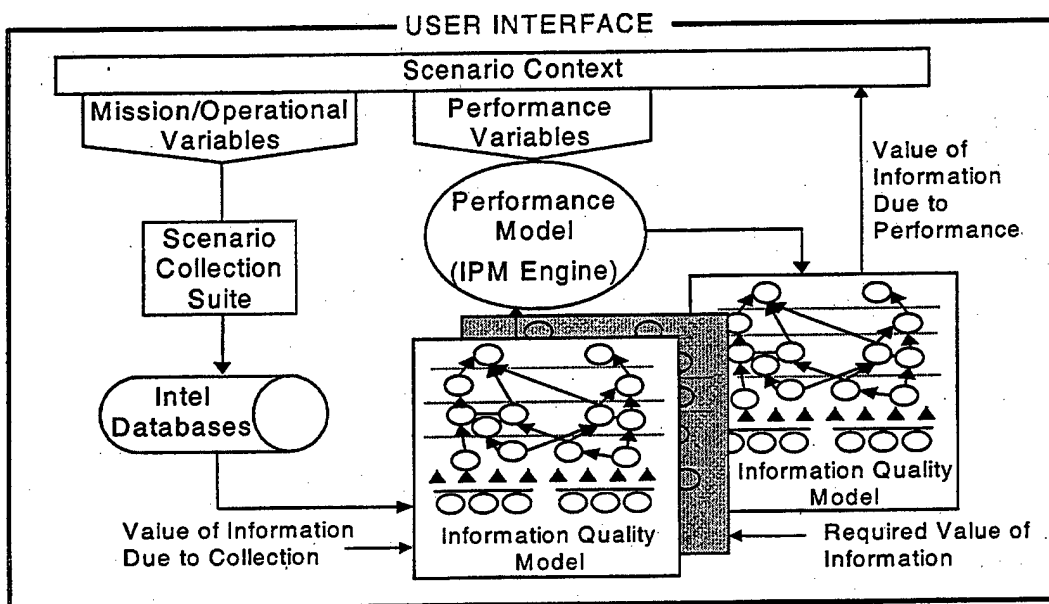 USER INTERFACE
Scenario Context
Mission/Operational
Variables
Performance
Variables
Value of
Information
Due to
Performance
Performance
Model
(IPM Engine)
Scenario
Collection
Suite
Intel
Databases
Information Quality
Model
Value of Information
Due to Collection
Information Quality
Model
Required Value of
Information